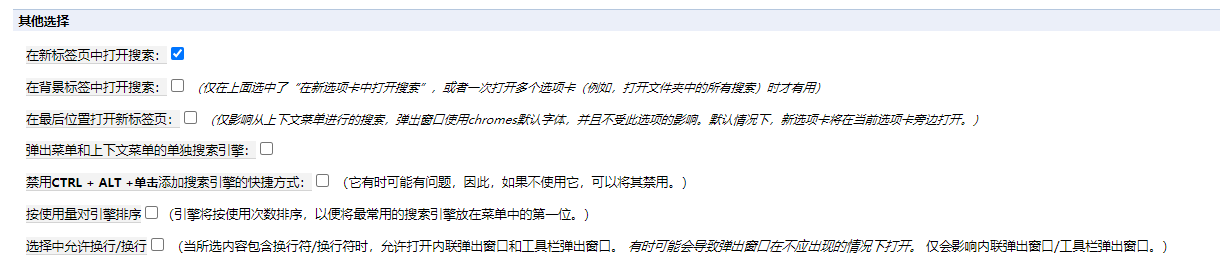 其他选择
在新标签页中打开搜索：
在背景标签中打开搜索： （仅在上面选中了“在新选项卡中打开搜索”，或者一次打开多个选项卡（例如，打开文件夹中的所有搜索）时才有用）
在最后位置打开新标签页： （仅影响从上下文菜单进行的搜索，弹出窗口使用chromes默认字体，并且不受此选项的影响。默认情况下，新选项卡将在当前选项卡旁边打开。）
弹出菜单和上下文菜单的单独搜索引擎：
禁用CTRL + ALT +单击添加搜索引擎的快捷方式： （它有时可能有问题，因此，如果不使用它，可以将其禁用。）
按使用量对引擎排序 （引擎将按使用次数排序，以便将最常用的搜索引擎放在菜单中的第一位。）
选择中允许换行/换行 （当所选内容包含换行符/换行符时，允许打开内联弹出窗口和工具栏弹出窗口。 有时可能会导致弹出窗口在不应出现的情况下打开。 仅会影响内联弹出窗口/工具栏弹出窗口。）